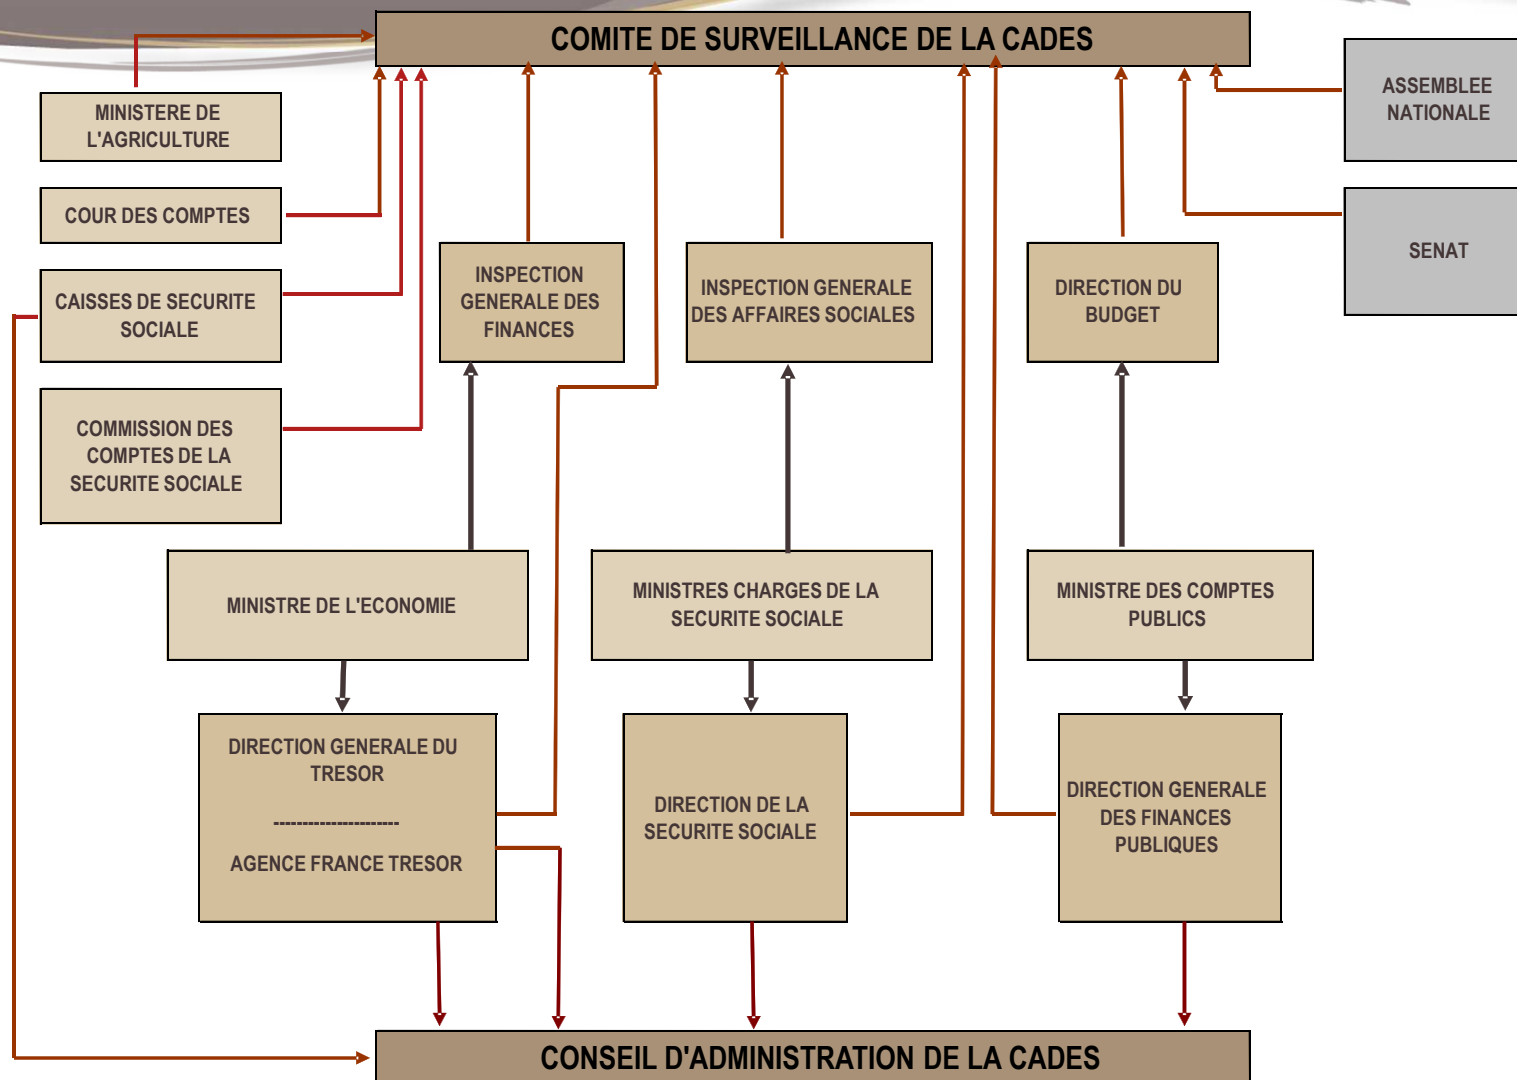 COMITE DE SURVEILLANCE DE LA CADES
MINISTERE DE
L'AGRICULTURE
ASSEMBLEE
NATIONALE
COUR DES COMPTES
SENAT
CAISSES DE SECURITE
SOCIALE
INSPECTION
GENERALE DES
FINANCES
INSPECTION GENERALE
DES AFFAIRES SOCIALES
DIRECTION DU
BUDGET
COMMISSION DES
COMPTES DE LA
SECURITE SOCIALE
MINISTRE DE L'ECONOMIE
MINISTRES CHARGES DE LA
SECURITE SOCIALE
MINISTRE DES COMPTES
PUBLICS
DIRECTION GENERALE DU
TRESOR
----------------------
AGENCE FRANCE TRESOR
DIRECTION DE LA
SECURITE SOCIALE
DIRECTION GENERALE
DES FINANCES
PUBLIQUES
CONSEIL D'ADMINISTRATION DE LA CADES